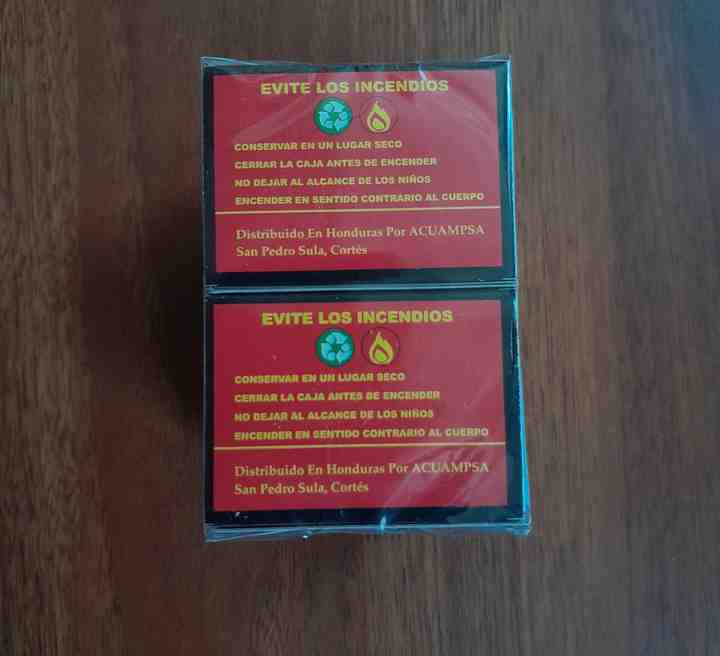 EVITE LOS INCENDIOS
CONSERVAR EN UN LUGAR SECO
CERRAR LA CAJA ANTES DE ENCENDER
NO DEJAR AL ALCANCE DE LOS NIÑOS
ENCENDER EN SENTIDO CONTRARIO AL CUERPO
Distribuido En Honduras Por ACUAMPSA
San Pedro Sula, Cortés
EVITE LOS INCENDIOS
CONSERVAR EN UN LUGAR SECO
CERRAR LA CAJA ANTES DE ENCENDER
NO DEJAR AL ALCANCE DE LOS NIÑOS
ENCENDER EN SENTIDO CONTRARIO AL CUERPO
Distribuido En Honduras Por ACUAMPSA
San Pedro Sula, Cortés